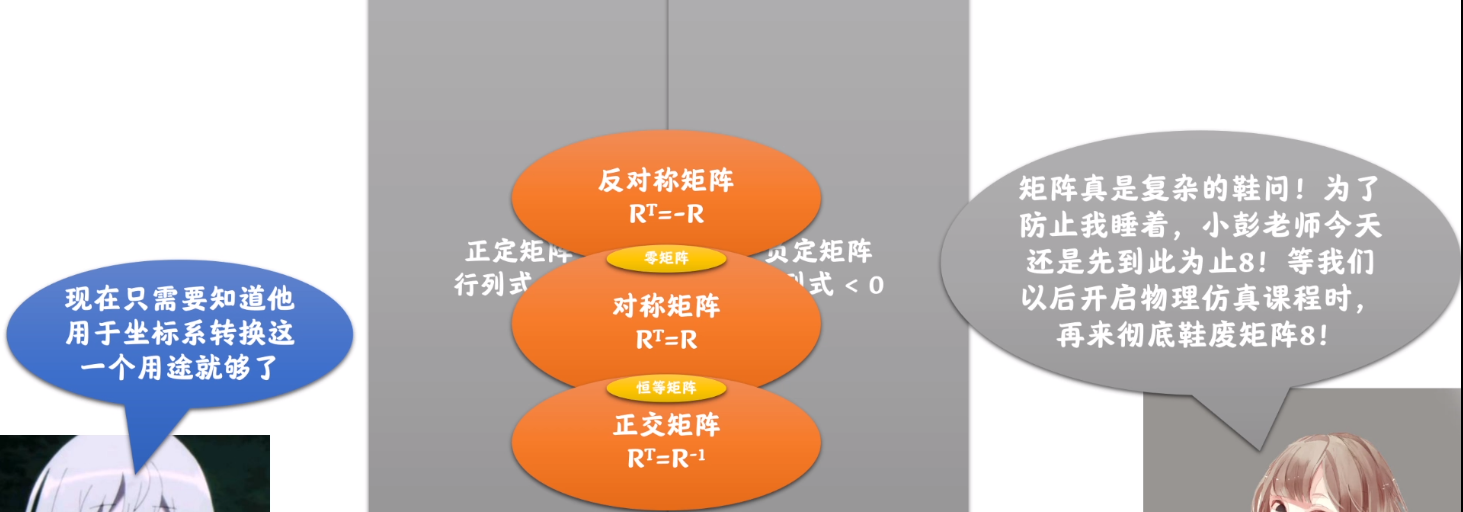 反对称矩阵
Rᵀ=-R
零矩阵
正定矩阵
行列式
负定矩阵
列式 < 0
对称矩阵
Rᵀ=R
恒等矩阵
正交矩阵
Rᵀ=R⁻¹
现在只需要知道他
用于坐标系转换这
一个用途就够了
矩阵真是复杂的鞋问！为了
防止我睡着，小彭老师今天
还是先到此为止8！等我们
以后开启物理仿真课程时，
再来彻底鞋废矩阵8！